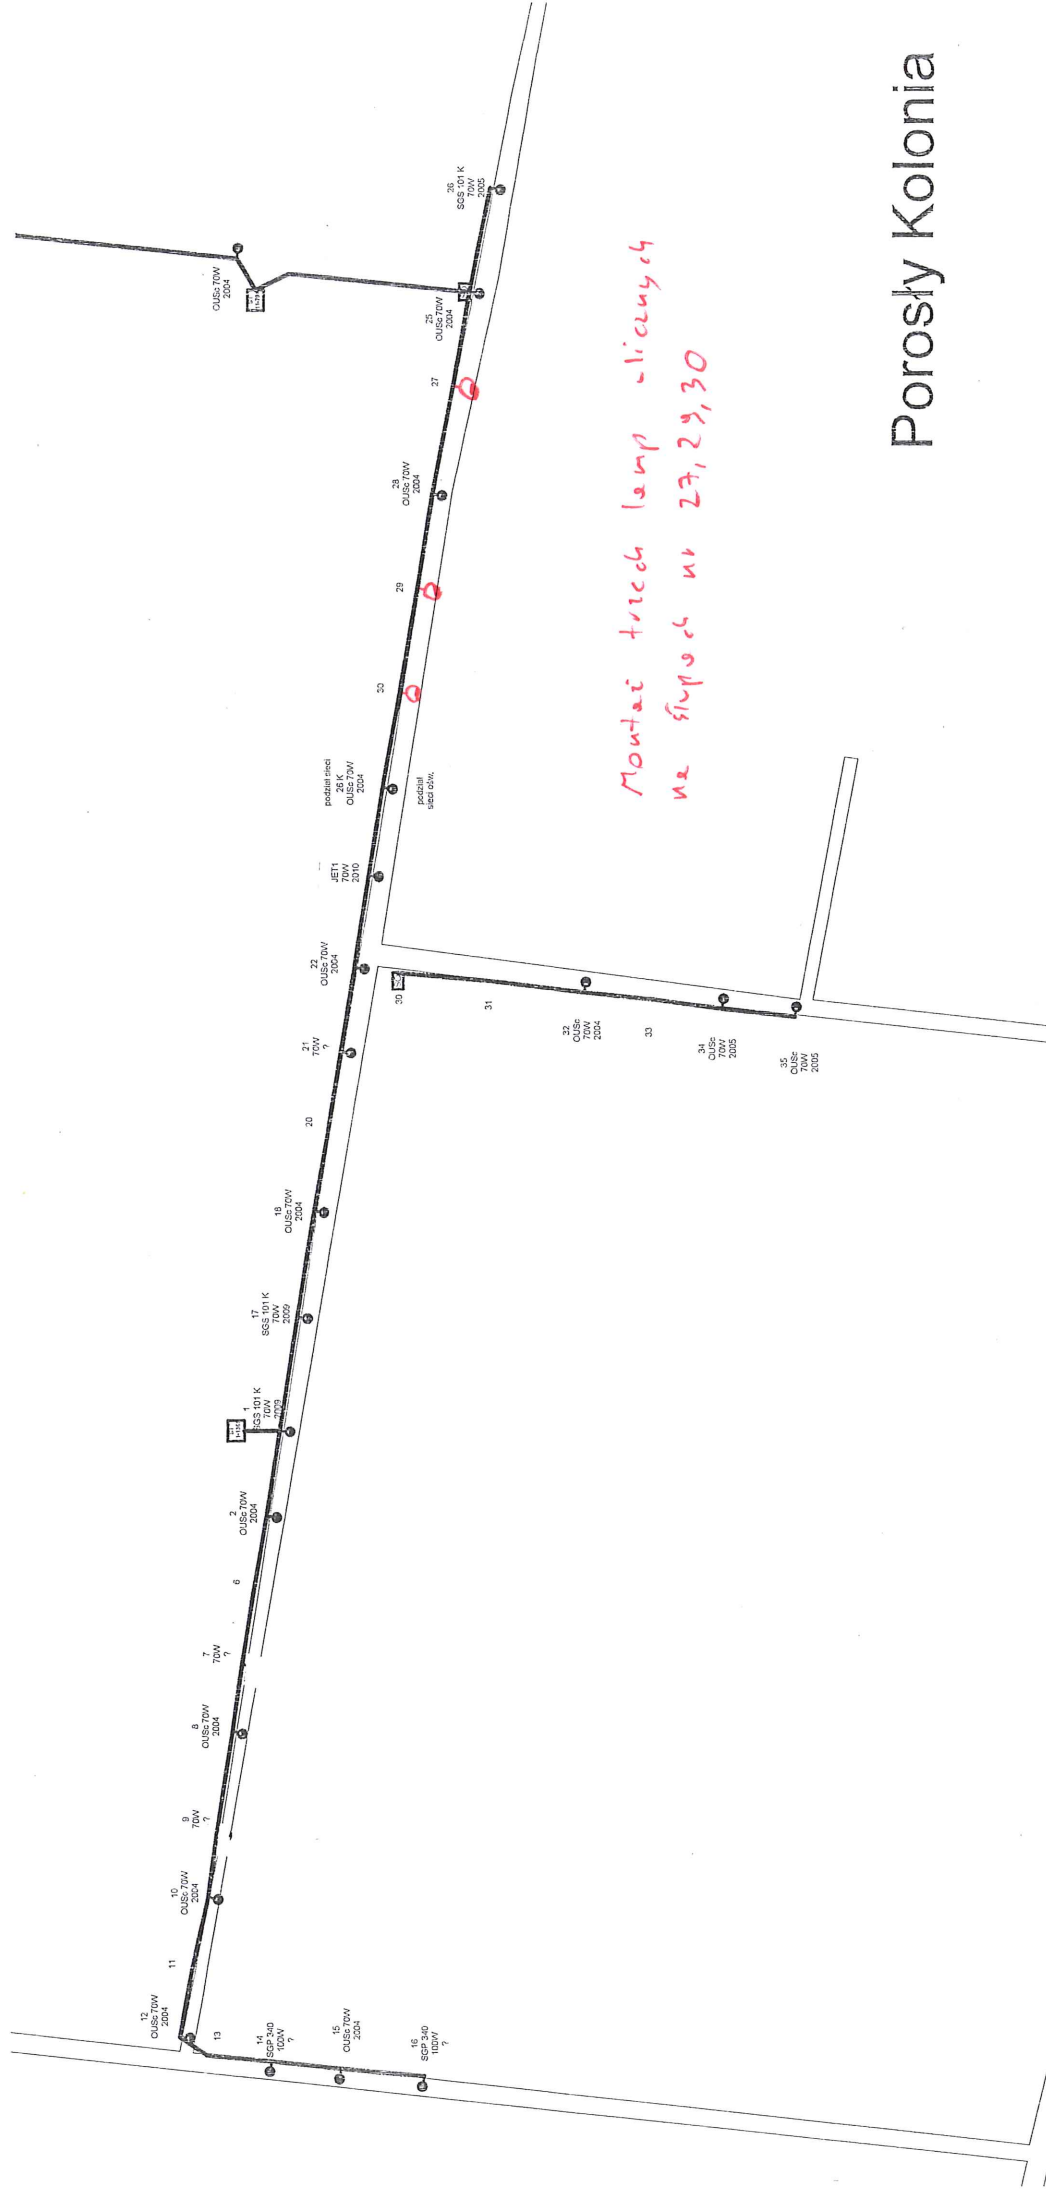 Porosły Kolonia
Montaż trzech lamp ulicznych
na słupach nr 27, 29, 30
12
OUSc 70W
2004
11
10
OUSc 70W
2004
9
70W
?
8
OUSc 70W
2004
7
70W
?
6
2
OUSc 70W
2004
1
SGS 101 K
70W
2009
17
SGS 101 K
70W
2009
18
OUSc 70W
2004
20
21
70W
?
22
OUSc 70W
2004
JET1
70W
2010
podział sieci
26 K
OUSc 70W
2004
podział
sieci ośw.
30
29
28
OUSc 70W
2004
27
25
OUSc 70W
2004
26
SGS 101 K
70W
2005
OUSc 70W
2004
13
14
SGP 340
100W
?
15
OUSc 70W
2004
16
SGP 340
100W
?
30
31
32
OUSc
70W
2004
33
34
OUSc
70W
2005
35
OUSc
70W
2005